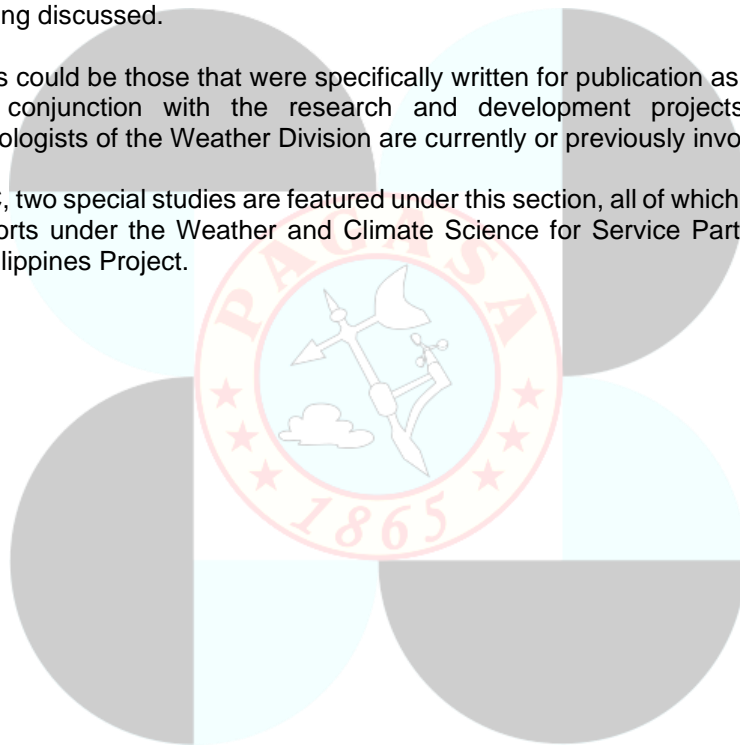 ng discussed.
s could be those that were specifically written for publication as
conjunction with the research and development projects
ologists of the Weather Division are currently or previously invo
, two special studies are featured under this section, all of which
orts under the Weather and Climate Science for Service Part
ilippines Project.
PAGASA
1865